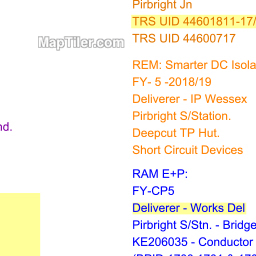 Pirbright Jn
TRS UID 44601811-17/
TRS UID 44600717
MapTiler.com
REM: Smarter DC Isola
FY- 5 -2018/19
Deliverer - IP Wessex
nd.
Pirbright S/Station.
Deepcut TP Hut.
Short Circuit Devices
RAM E+P:
FY-CP5
Deliverer - Works Del
Pirbright S/Stn. - Bridge
KE206035 - Conductor